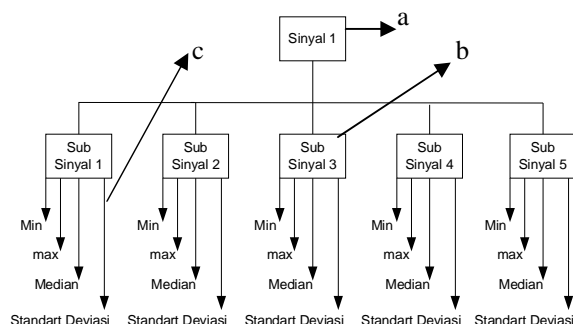 Sinyal 1
a
c
b
Sub
Sinyal 1
Sub
Sinyal 2
Sub
Sinyal 3
Sub
Sinyal 4
Sub
Sinyal 5
Min Min Min Min Min
max max max max max
Median Median Median Median Median
Standart Deviasi Standart Deviasi Standart Deviasi Standart Deviasi Standart Deviasi